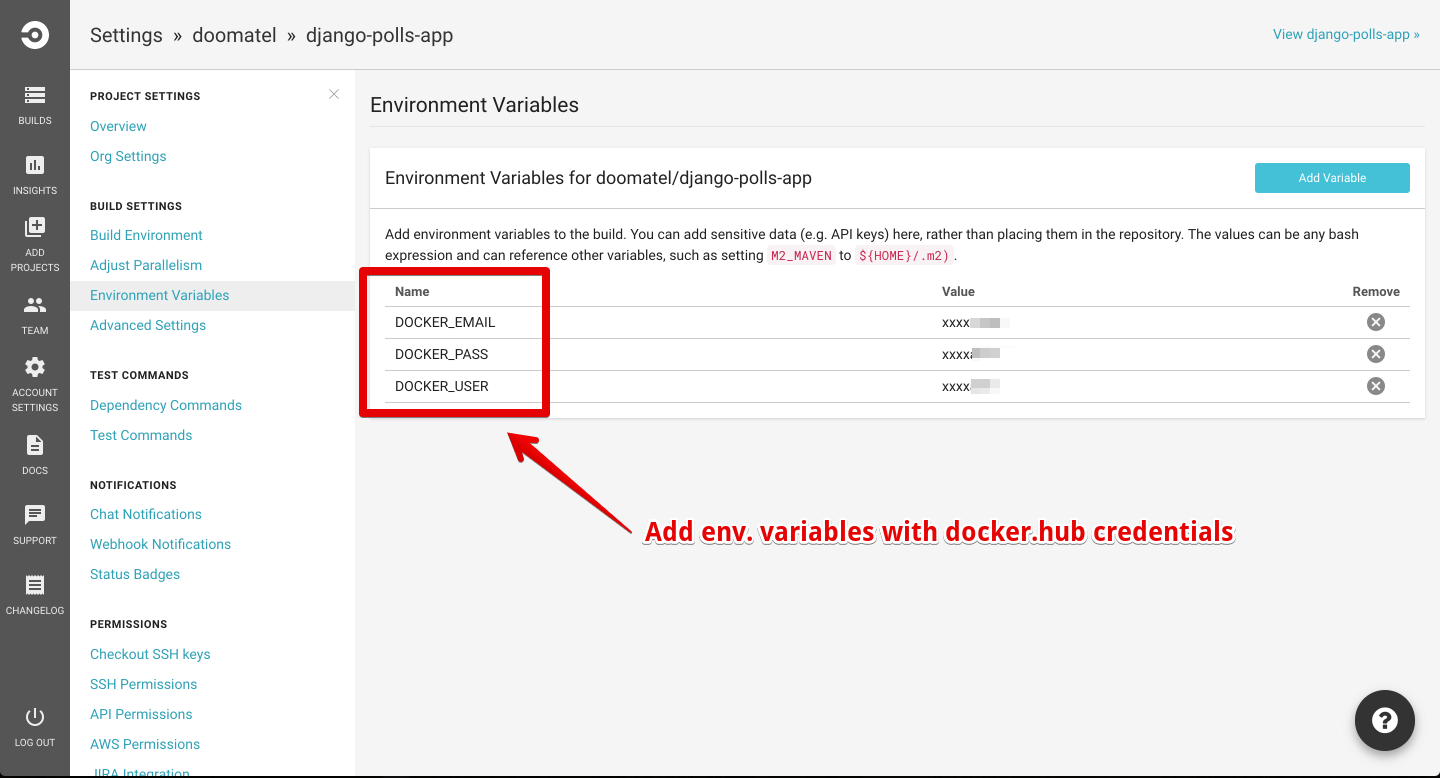 Settings » doomatel » django-polls-app
View django-polls-app »
BUILDS
INSIGHTS
ADD
PROJECTS
TEAM
ACCOUNT
SETTINGS
DOCS
SUPPORT
CHANGELOG
LOG OUT
PROJECT SETTINGS
Overview
Org Settings
BUILD SETTINGS
Build Environment
Adjust Parallelism
Environment Variables
Advanced Settings
TEST COMMANDS
Dependency Commands
Test Commands
NOTIFICATIONS
Chat Notifications
Webhook Notifications
Status Badges
PERMISSIONS
Checkout SSH keys
SSH Permissions
API Permissions
AWS Permissions
JIRA Integration
Environment Variables
Environment Variables for doomatel/django-polls-app
Add Variable
Add environment variables to the build. You can add sensitive data (e.g. API keys) here, rather than placing them in the repository. The values can be any bash
expression and can reference other variables, such as setting M2_MAVEN to ${HOME}/.m2).
Name Value Remove
DOCKER_EMAIL xxxx
DOCKER_PASS xxxx
DOCKER_USER xxxx
Add env. variables with docker.hub credentials
?